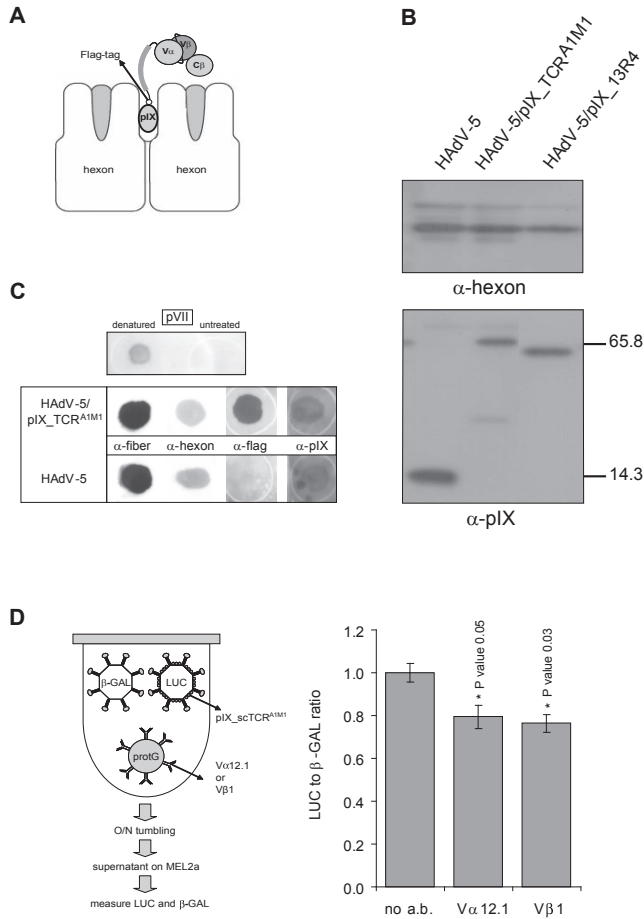 A
Flag-tag
Vα
Vβ
Cβ
pIX
hexon
hexon
B
HAdV-5
HAdV-5/pIX_TCRA1M1
HAdV-5/pIX_13R4
α-hexon
65.8
14.3
α-pIX
C
pVII
denatured
untreated
HAdV-5/
pIX_TCRA1M1
α-fiber
α-hexon
α-flag
α-pIX
HAdV-5
D
β-GAL
LUC
pIX_scTCRA1M1
protG
Vα12.1
or
Vβ1
O/N tumbling
supernatant on MEL2a
measure LUC and β-GAL
LUC to β-GAL ratio
1.2
1.0
0.8
0.6
0.4
0.2
0.0
* P value 0.05
* P value 0.03
no a.b.
Vα12.1
Vβ1